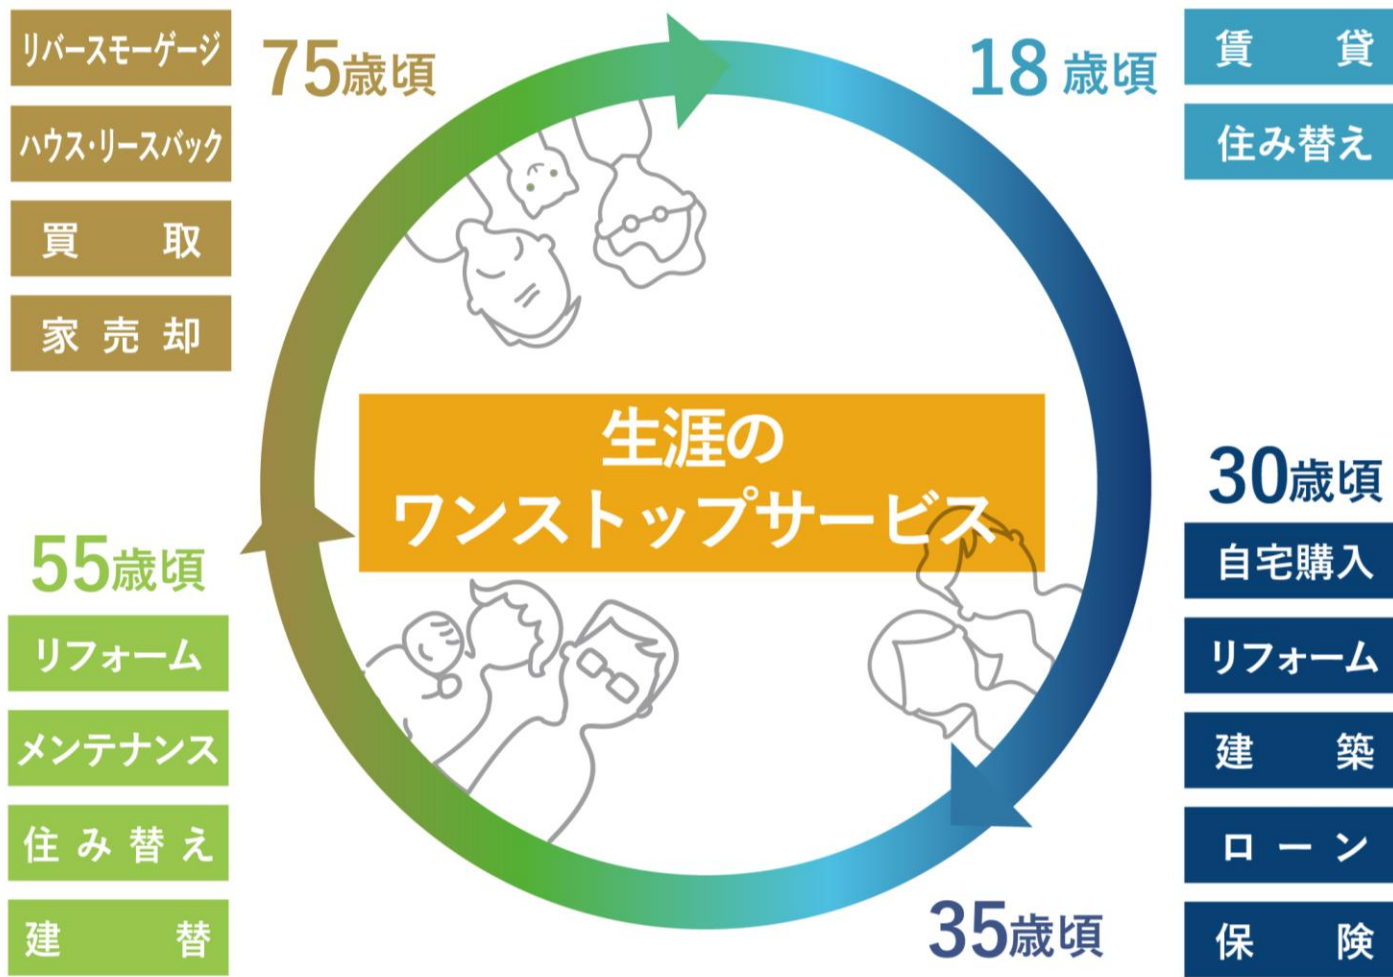 生涯の
ワンストップサービス
18歳頃
賃貸
住み替え
30歳頃
自宅購入
リフォーム
建築
ローン
保険
35歳頃
55歳頃
リフォーム
メンテナンス
住み替え
建替
75歳頃
リバースモーゲージ
ハウス・リースバック
買取
家売却